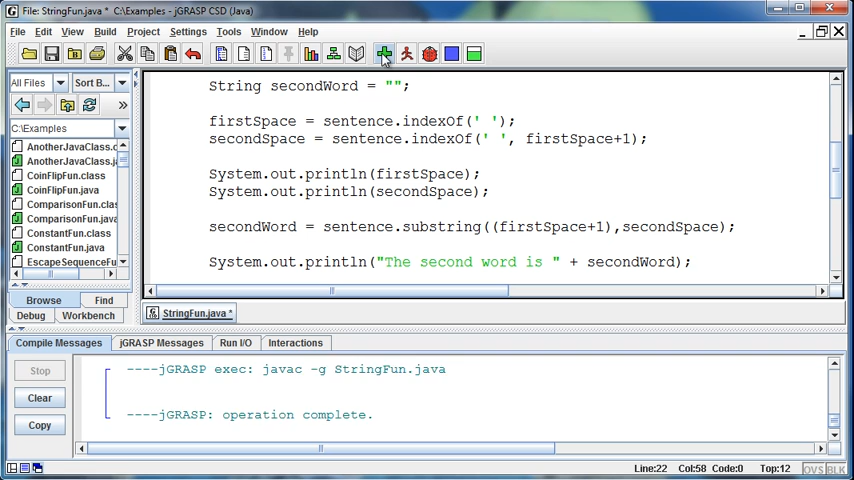 File: StringFun.java *  C:\Examples - jGRASP CSD (Java)
File Edit View Build Project Settings Tools Window Help
All Files Sort B...
C:\Examples
AnotherJavaClass.c
AnotherJavaClass.ja
CoinFlipFun.class
CoinFlipFun.java
ComparisonFun.clas
ComparisonFun.java
ConstantFun.class
ConstantFun.java
EscapeSequenceFu
Browse Find
Debug Workbench
String secondWord = "";
firstSpace = sentence.indexOf(' ');
secondSpace = sentence.indexOf(' ', firstSpace+1);
System.out.println(firstSpace);
System.out.println(secondSpace);
secondWord = sentence.substring((firstSpace+1),secondSpace);
System.out.println("The second word is " + secondWord);
StringFun.java *
Compile Messages jGRASP Messages Run I/O Interactions
Stop
Clear
Copy
----jGRASP exec: javac -g StringFun.java
----jGRASP: operation complete.
Line:22 Col:58 Code:0 Top:12 OVS BLK